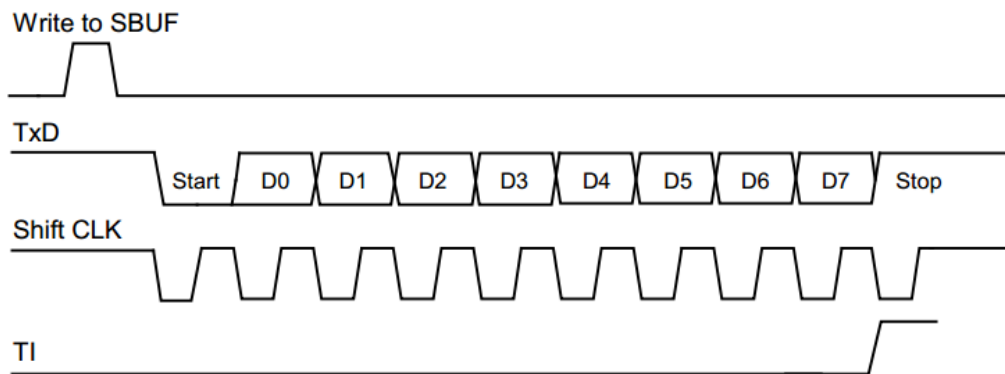 Write to SBUF
TxD
Start D0 D1 D2 D3 D4 D5 D6 D7 Stop
Shift CLK
TI